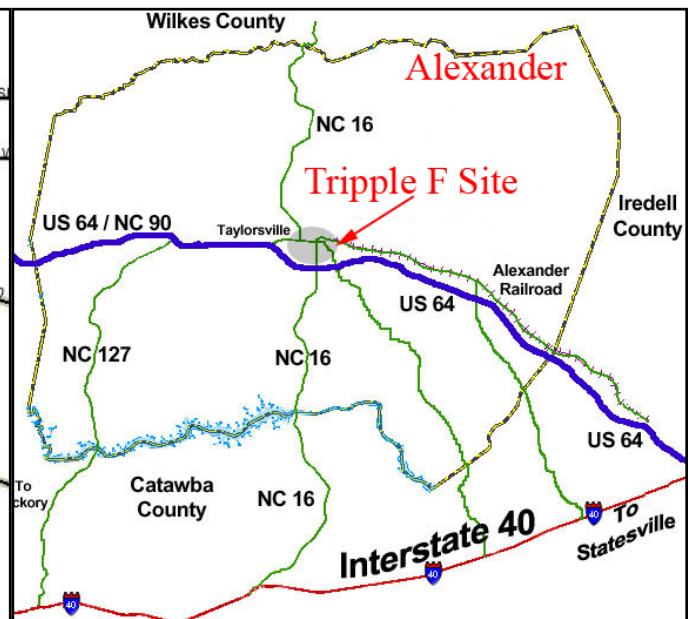 Wilkes County
Alexander
NC 16
Tripple F Site
Iredell
County
US 64 / NC 90
Taylorsville
Alexander
Railroad
US 64
NC 127
NC 16
US 64
To
ckory
Catawba
County
NC 16
Interstate 40
To
Statesville
40
40
40